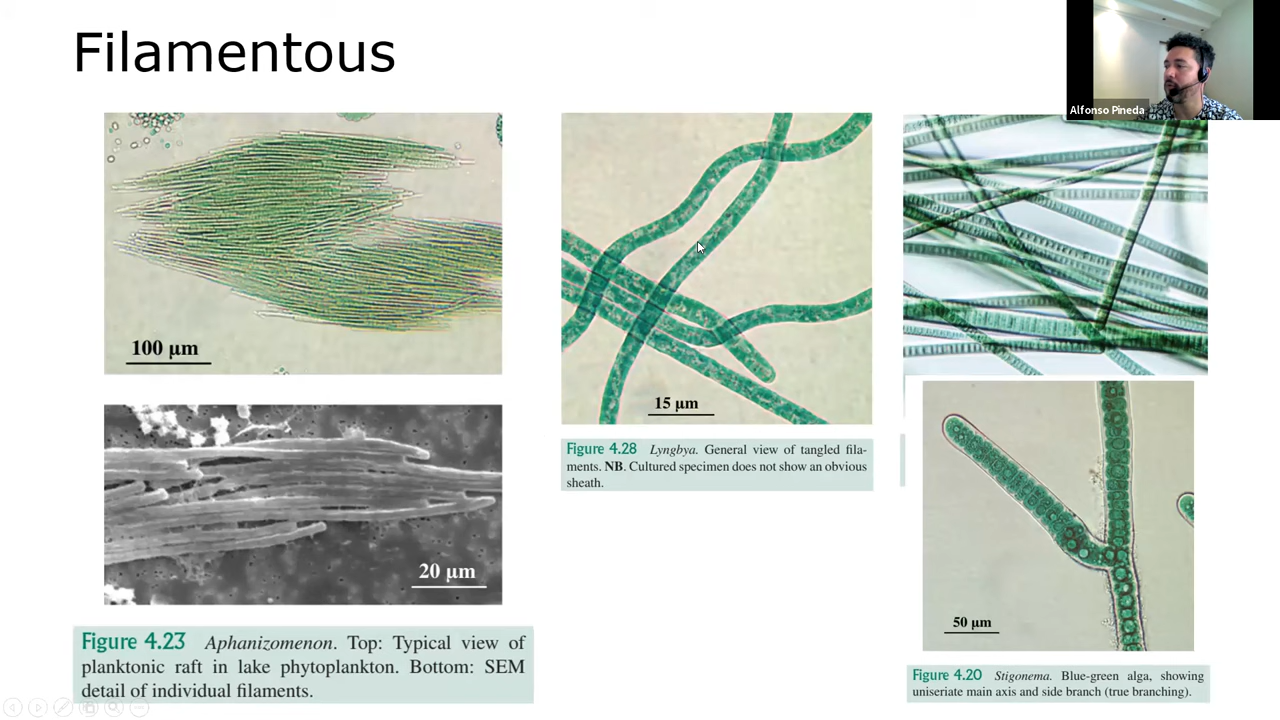 Filamentous
Alfonso Pineda
100 µm
20 µm
Figure 4.23 Aphanizomenon. Top: Typical view of
planktonic raft in lake phytoplankton. Bottom: SEM
detail of individual filaments.
15 µm
Figure 4.28 Lyngbya. General view of tangled fila-
ments. NB. Cultured specimen does not show an obvious
sheath.
50 µm
Figure 4.20 Stigonema. Blue-green alga, showing
uniseriate main axis and side branch (true branching).